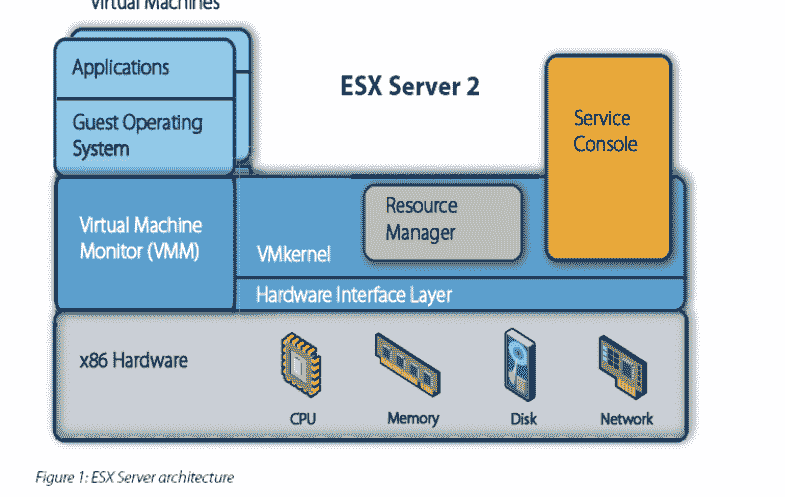 Virtual Machines
Applications
ESX Server 2
Guest Operating
System
Service
Console
Virtual Machine
Monitor (VMM)
Resource
Manager
VMkernel
Hardware Interface Layer
x86 Hardware
CPU
Memory
Disk
Network
Figure 1: ESX Server architecture